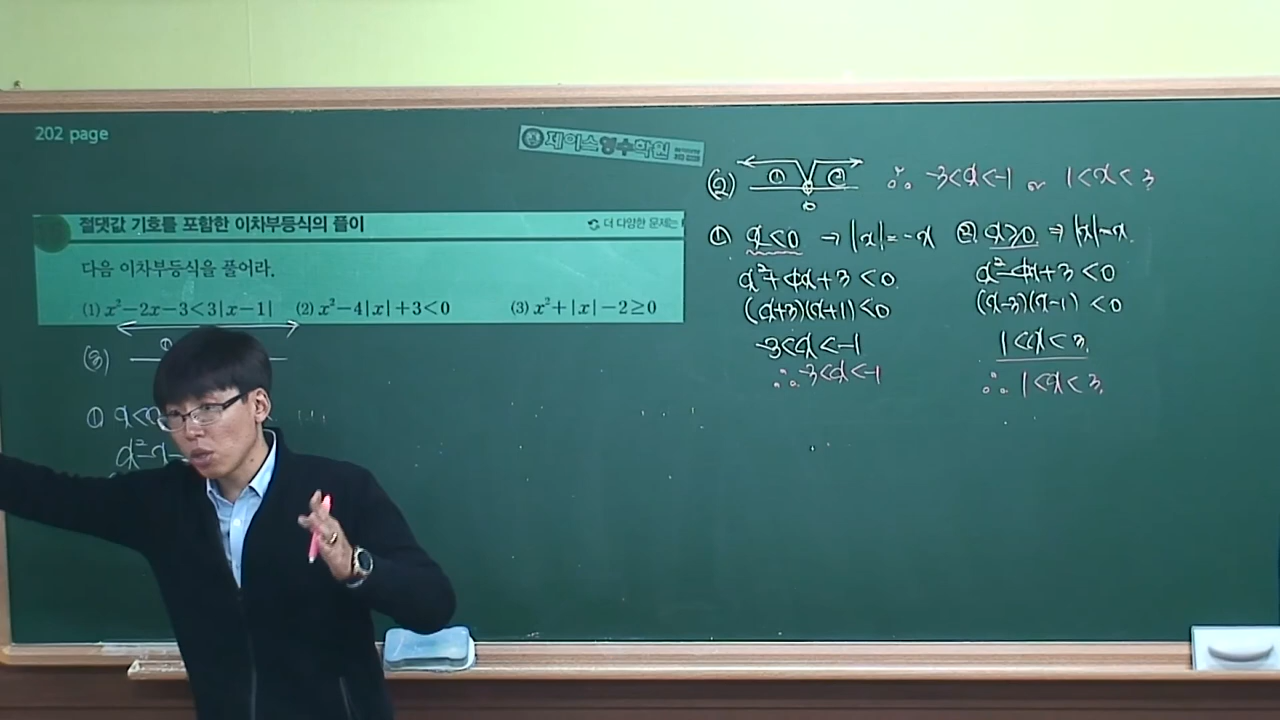 202 page
제이스영수학원
절댓값 기호를 포함한 이차부등식의 풀이
더 다양한 문제는
다음 이차부등식을 풀어라.
(1) x²-2x-3<3|x-1| (2) x²-4|x|+3<0 (3) x²+|x|-2≥0
(3)
① x<0
x²-x-
(2) ① ② 0 ∴ -3<x<-1 or 1<x<3
① x<0 → |x|=-x
x²+4x+3<0
(x+3)(x+1)<0
-3<x<-1
∴ -3<x<-1
② x≥0 ⇒ |x|=x.
x²-4x+3<0
(x-3)(x-1)<0
1<x<3.
∴ 1<x<3.